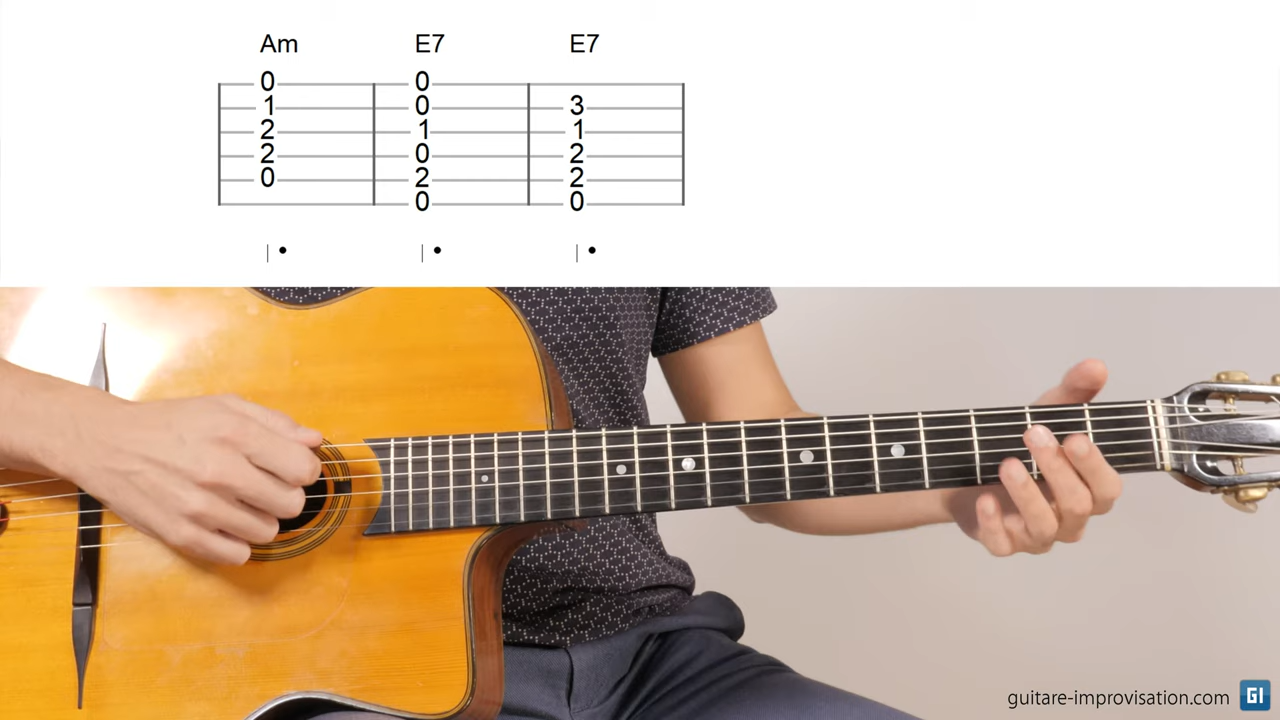 Am E7 E7
0 0
1 0 3
2 1 1
2 0 2
0 2 2
0 0
guitare-improvisation.com GI